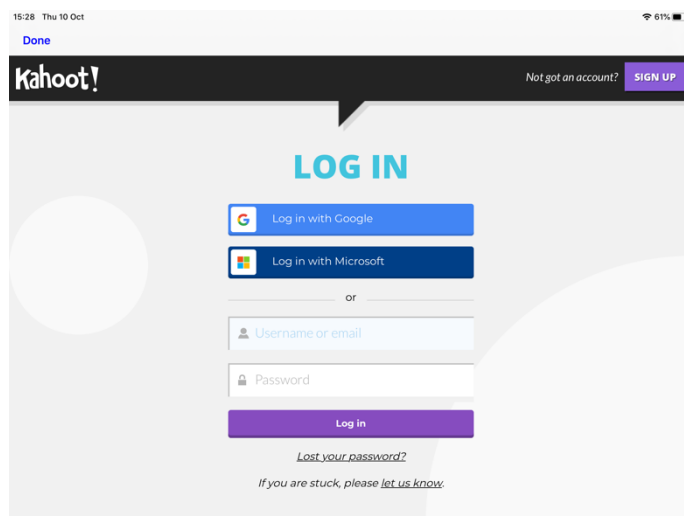 15:28 Thu 10 Oct
61%
Done
Kahoot!
Not got an account? SIGN UP
LOG IN
Log in with Google
Log in with Microsoft
or
Username or email
Password
Log in
Lost your password?
If you are stuck, please let us know.